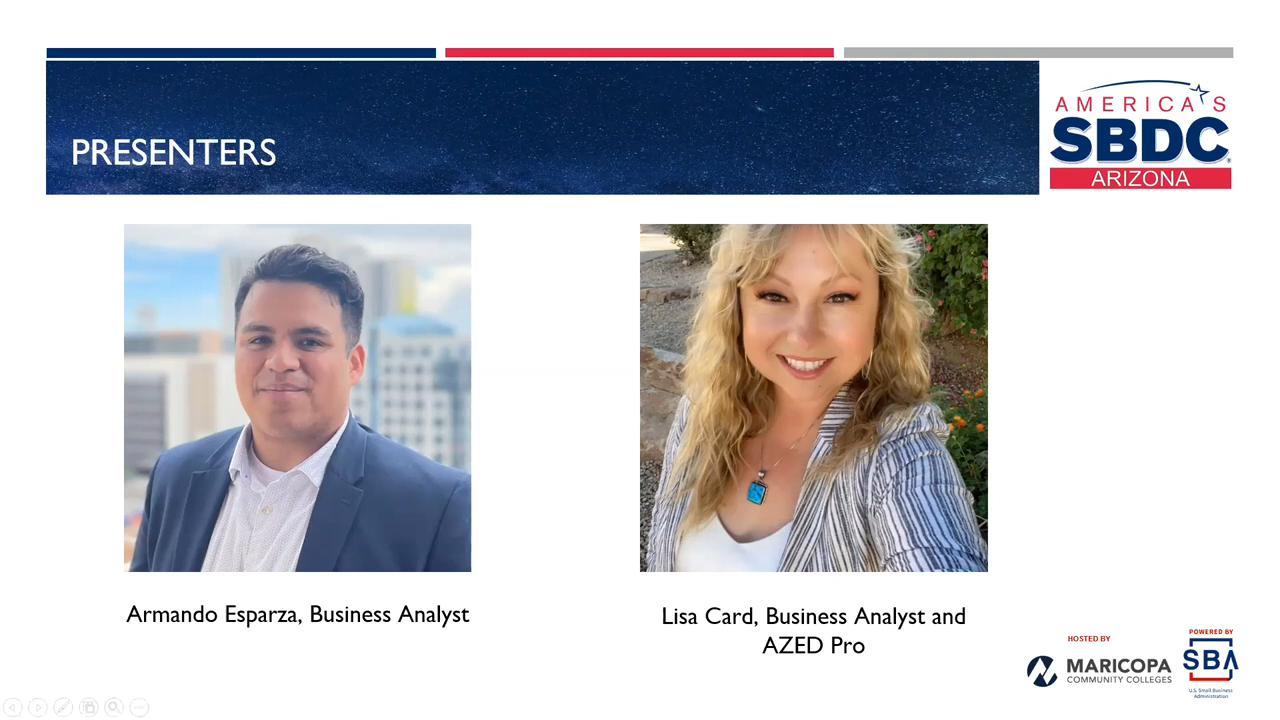 AMERICA'S
SBDC
ARIZONA
PRESENTERS
Armando Esparza, Business Analyst
Lisa Card, Business Analyst and
AZED Pro
HOSTED BY
MARICOPA
COMMUNITY COLLEGES
POWERED BY
SBA
U.S. Small Business
Administration